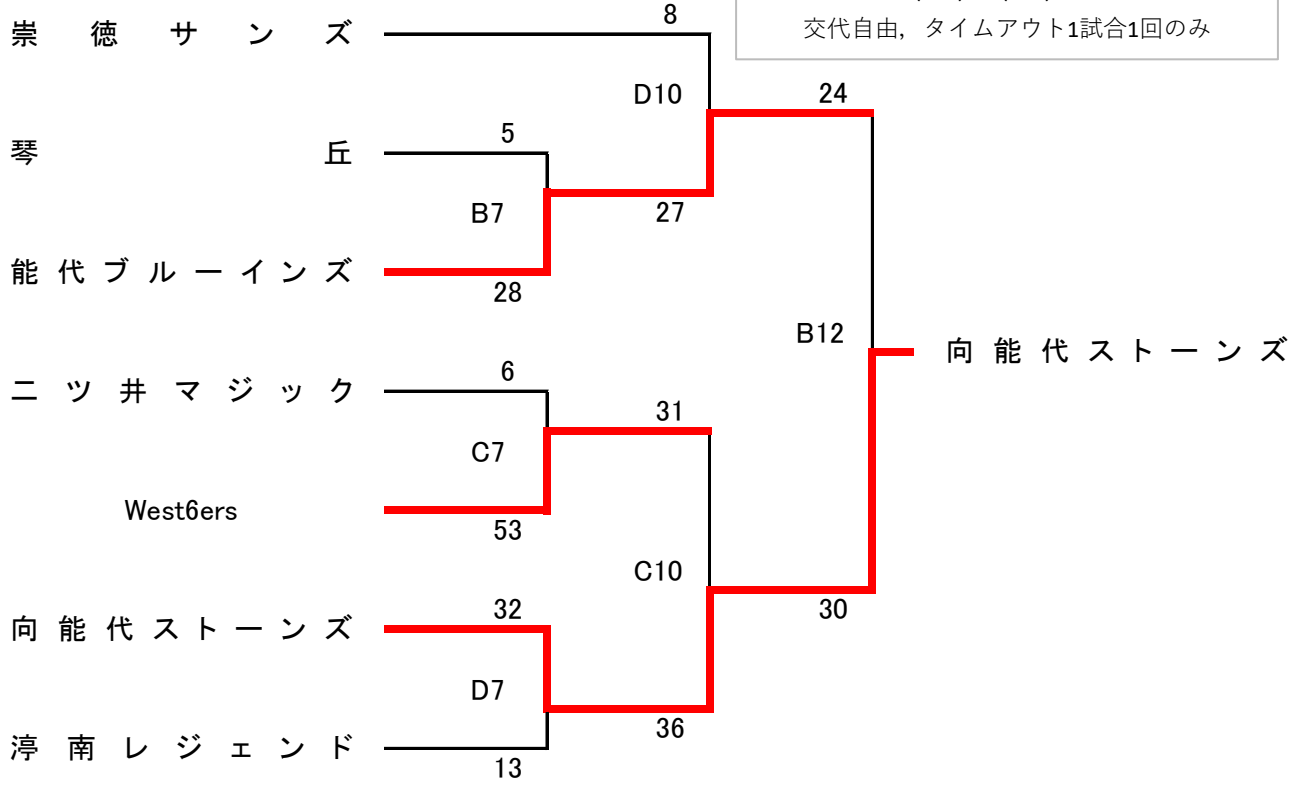 8
崇徳サンズ
交代自由，タイムアウト1試合1回のみ
D10
24
5
琴丘
B7
27
能代ブルーインズ
28
B12
向能代ストーンズ
6
二ツ井マジック
31
C7
West6ers
53
C10
32
30
向能代ストーンズ
D7
36
渟南レジェンド
13